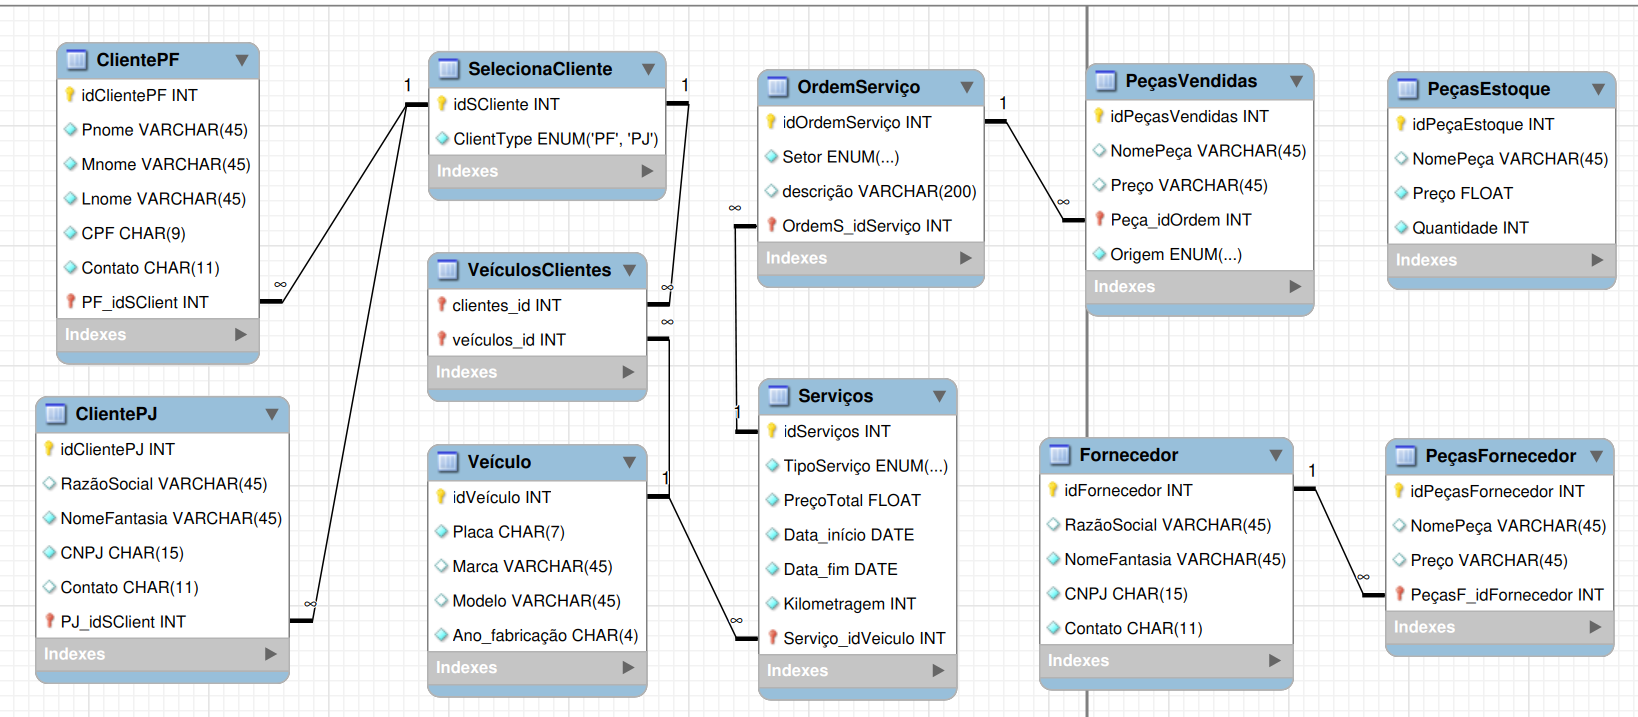 ClientePF
idClientePF INT
Pnome VARCHAR(45)
Mnome VARCHAR(45)
Lnome VARCHAR(45)
CPF CHAR(9)
Contato CHAR(11)
PF_idSClient INT
Indexes
ClientePJ
idClientePJ INT
RazãoSocial VARCHAR(45)
NomeFantasia VARCHAR(45)
CNPJ CHAR(15)
Contato CHAR(11)
PJ_idSClient INT
Indexes
1
∞
∞
SelecionaCliente
idSCliente INT
ClientType ENUM('PF', 'PJ')
Indexes
1
∞
VeículosClientes
clientes_id INT
veículos_id INT
Indexes
∞
1
Veículo
idVeículo INT
Placa CHAR(7)
Marca VARCHAR(45)
Modelo VARCHAR(45)
Ano_fabricação CHAR(4)
Indexes
∞
OrdemServiço
idOrdemServiço INT
Setor ENUM(...)
descrição VARCHAR(200)
OrdemS_idServiço INT
Indexes
∞
1
Serviços
idServiços INT
TipoServiço ENUM(...)
PreçoTotal FLOAT
Data_início DATE
Data_fim DATE
Kilometragem INT
Serviço_idVeiculo INT
Indexes
1
∞
PeçasVendidas
idPeçasVendidas INT
NomePeça VARCHAR(45)
Preço VARCHAR(45)
Peça_idOrdem INT
Origem ENUM(...)
Indexes
PeçasEstoque
idPeçaEstoque INT
NomePeça VARCHAR(45)
Preço FLOAT
Quantidade INT
Indexes
Fornecedor
idFornecedor INT
RazãoSocial VARCHAR(45)
NomeFantasia VARCHAR(45)
CNPJ CHAR(15)
Contato CHAR(11)
Indexes
1
∞
PeçasFornecedor
idPeçasFornecedor INT
NomePeça VARCHAR(45)
Preço VARCHAR(45)
PeçasF_idFornecedor INT
Indexes